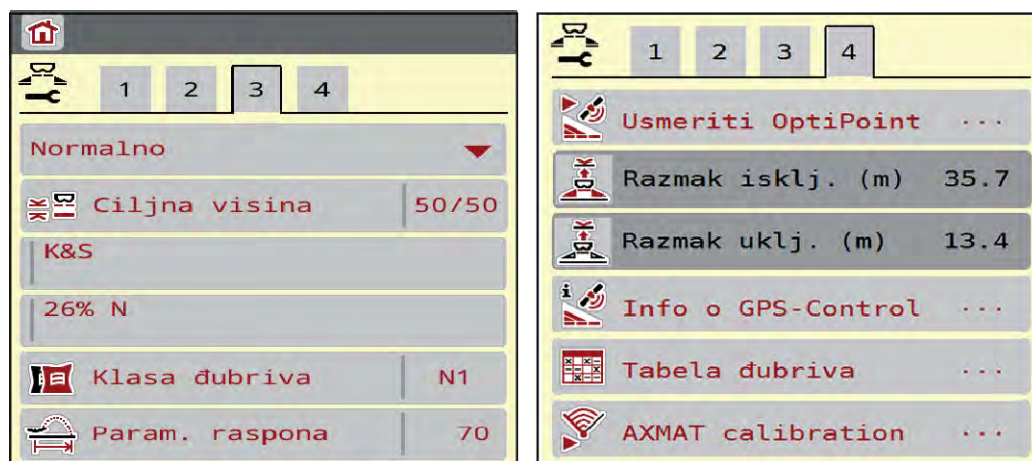 1 2 3 4
Normalno
Ciljna visina 50/50
K&S
26% N
Klasa đubriva N1
Param. raspona 70
1 2 3 4
Usmeriti OptiPoint ...
Razmak isklj. (m) 35.7
Razmak uklj. (m) 13.4
i
Info o GPS-Control ...
Tabela đubriva ...
AXMAT calibration ...